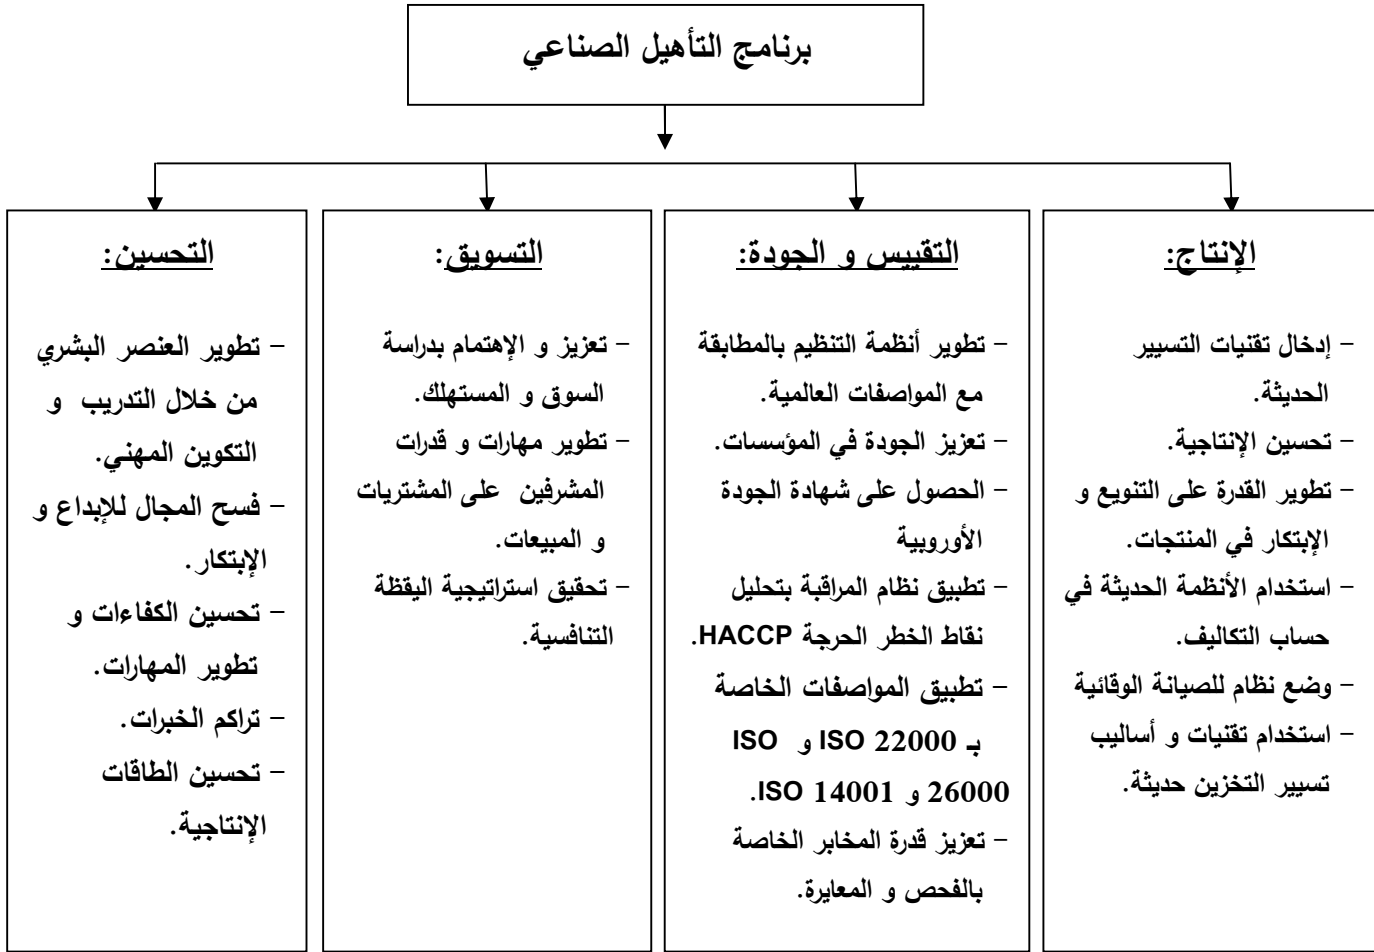 برنامج التأهيل الصناعي
الإنتاج:
– إدخال تقنيات التسيير
الحديثة.
– تحسين الإنتاجية.
– تطوير القدرة على التنويع و
الإبتكار في المنتجات.
– استخدام الأنظمة الحديثة في
حساب التكاليف.
– وضع نظام للصيانة الوقائية
– استخدام تقنيات و أساليب
تسيير التخزين حديثة.
التقييس و الجودة:
– تطوير أنظمة التنظيم بالمطابقة
مع المواصفات العالمية.
– تعزيز الجودة في المؤسسات.
– الحصول على شهادة الجودة
الأوروبية
– تطبيق نظام المراقبة بتحليل
نقاط الخطر الحرجة HACCP.
– تطبيق المواصفات الخاصة
بـ ISO 22000 و ISO
26000 و ISO 14001.
– تعزيز قدرة المخابر الخاصة
بالفحص و المعايرة.
التسويق:
– تعزيز و الإهتمام بدراسة
السوق و المستهلك.
– تطوير مهارات و قدرات
المشرفين على المشتريات
و المبيعات.
– تحقيق استراتيجية اليقظة
التنافسية.
التحسين:
– تطوير العنصر البشري
من خلال التدريب و
التكوين المهني.
– فسح المجال للإبداع و
الإبتكار.
– تحسين الكفاءات و
تطوير المهارات.
– تراكم الخبرات.
– تحسين الطاقات
الإنتاجية.